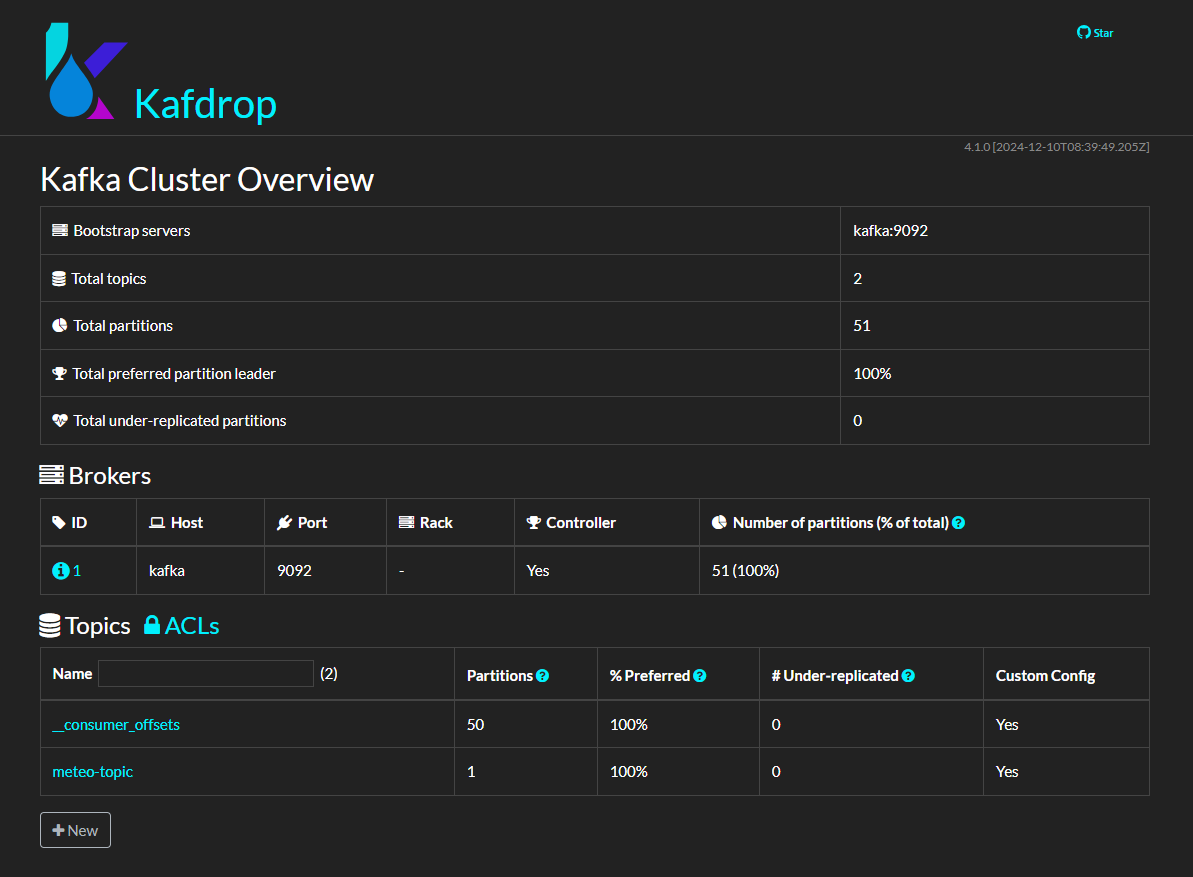 Star
Kafdrop
4.1.0 [2024-12-10T08:39:49.205Z]
Kafka Cluster Overview
Bootstrap servers kafka:9092
Total topics 2
Total partitions 51
Total preferred partition leader 100%
Total under-replicated partitions 0
Brokers
ID Host Port Rack Controller Number of partitions (% of total)
1 kafka 9092 - Yes 51 (100%)
Topics ACLs
Name (2) Partitions % Preferred # Under-replicated Custom Config
__consumer_offsets 50 100% 0 Yes
meteo-topic 1 100% 0 Yes
New